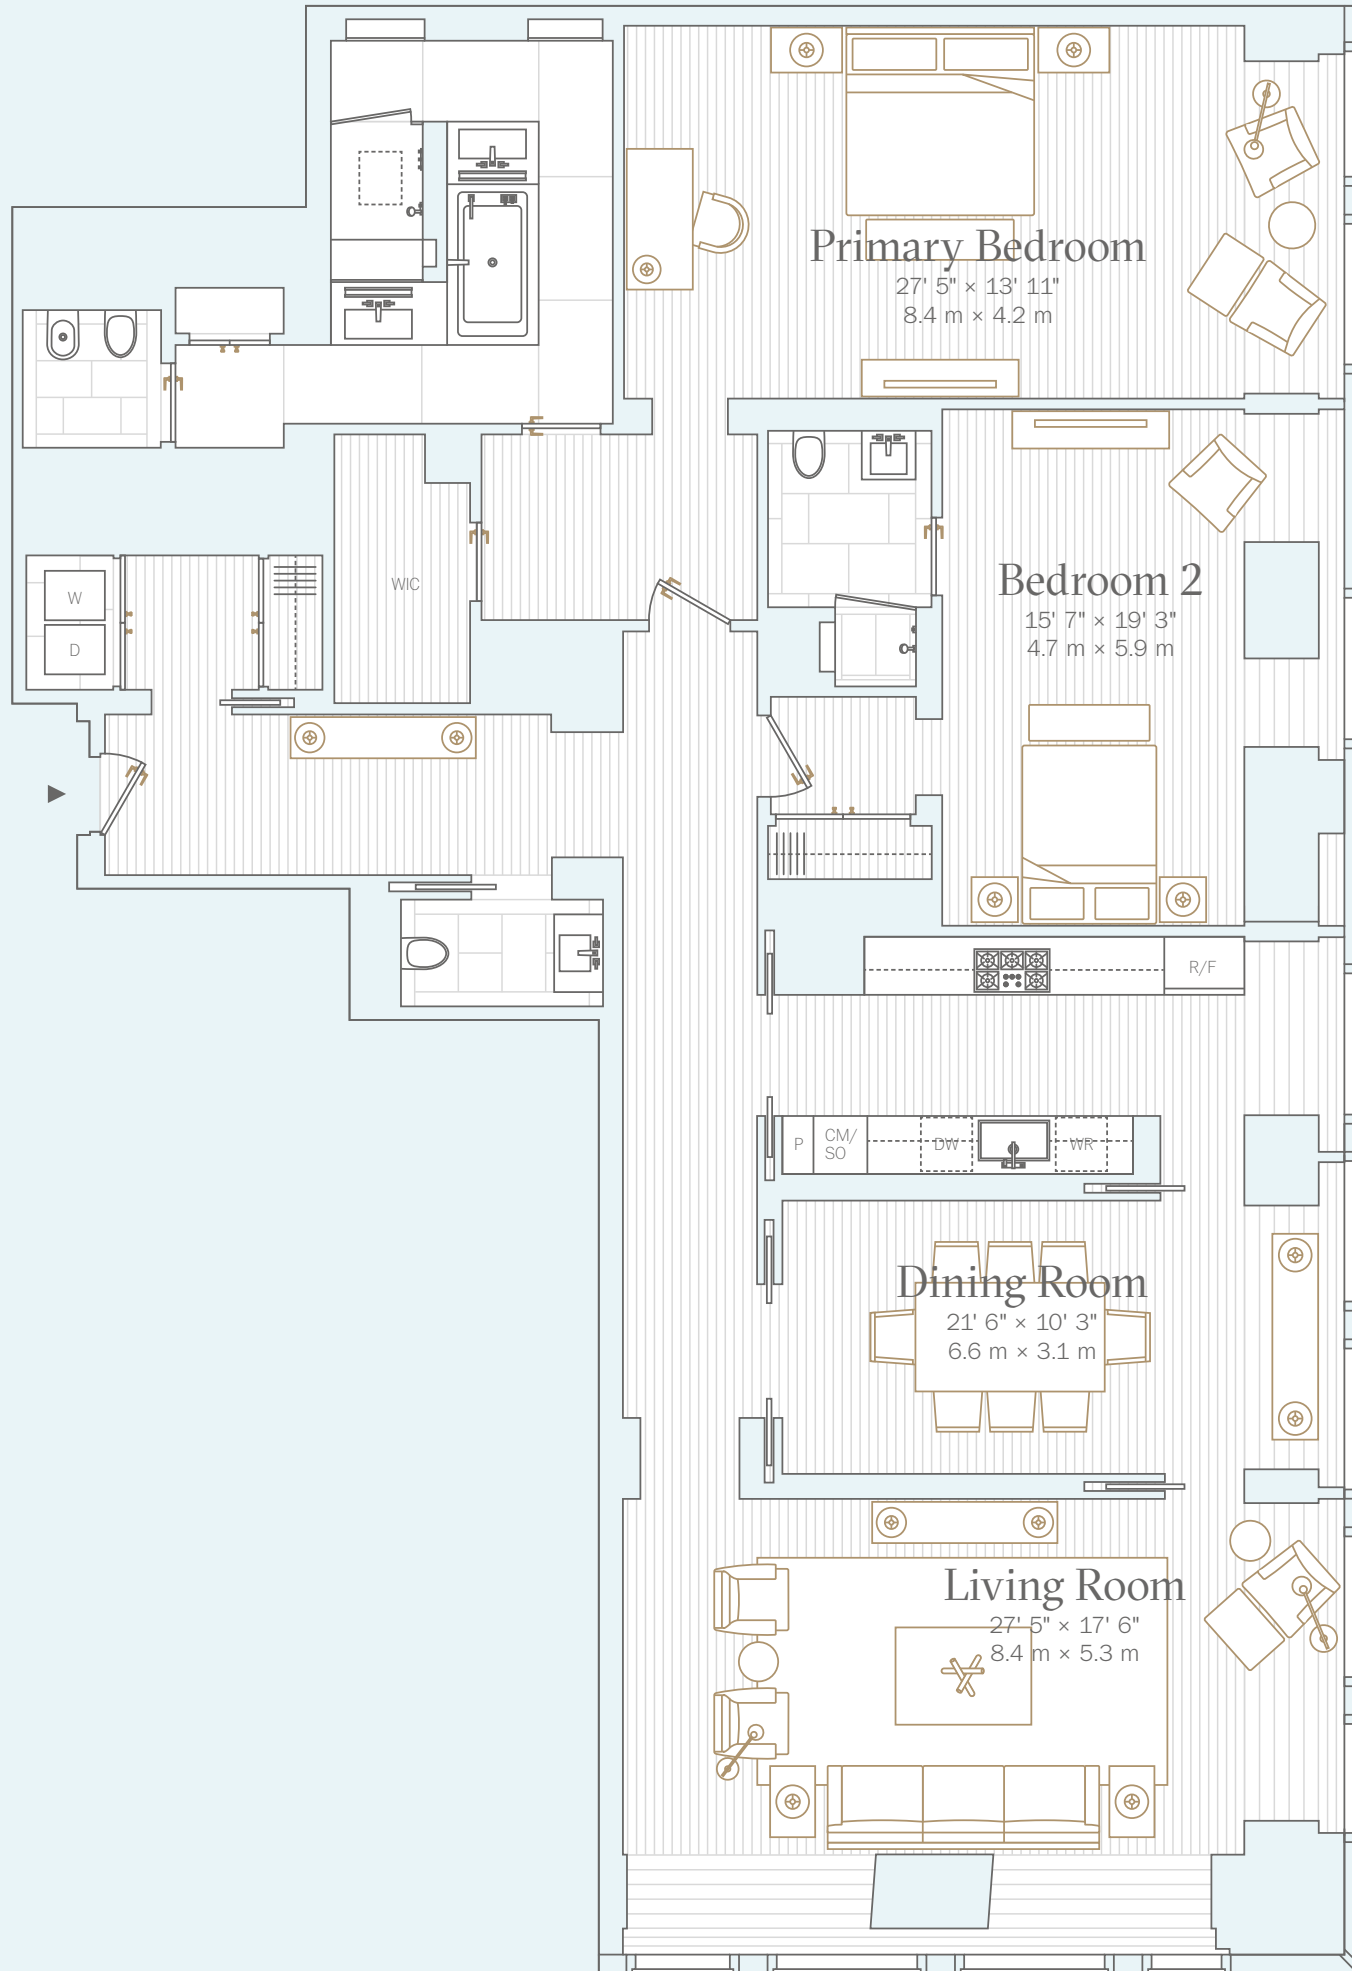 Primary Bedroom
27' 5" × 13' 11"
8.4 m × 4.2 m
WIC
W
D
Bedroom 2
15' 7" × 19' 3"
4.7 m × 5.9 m
R/F
P
CM/
SO
DW
WR
Dining Room
21' 6" × 10' 3"
6.6 m × 3.1 m
Living Room
27' 5" × 17' 6"
8.4 m × 5.3 m